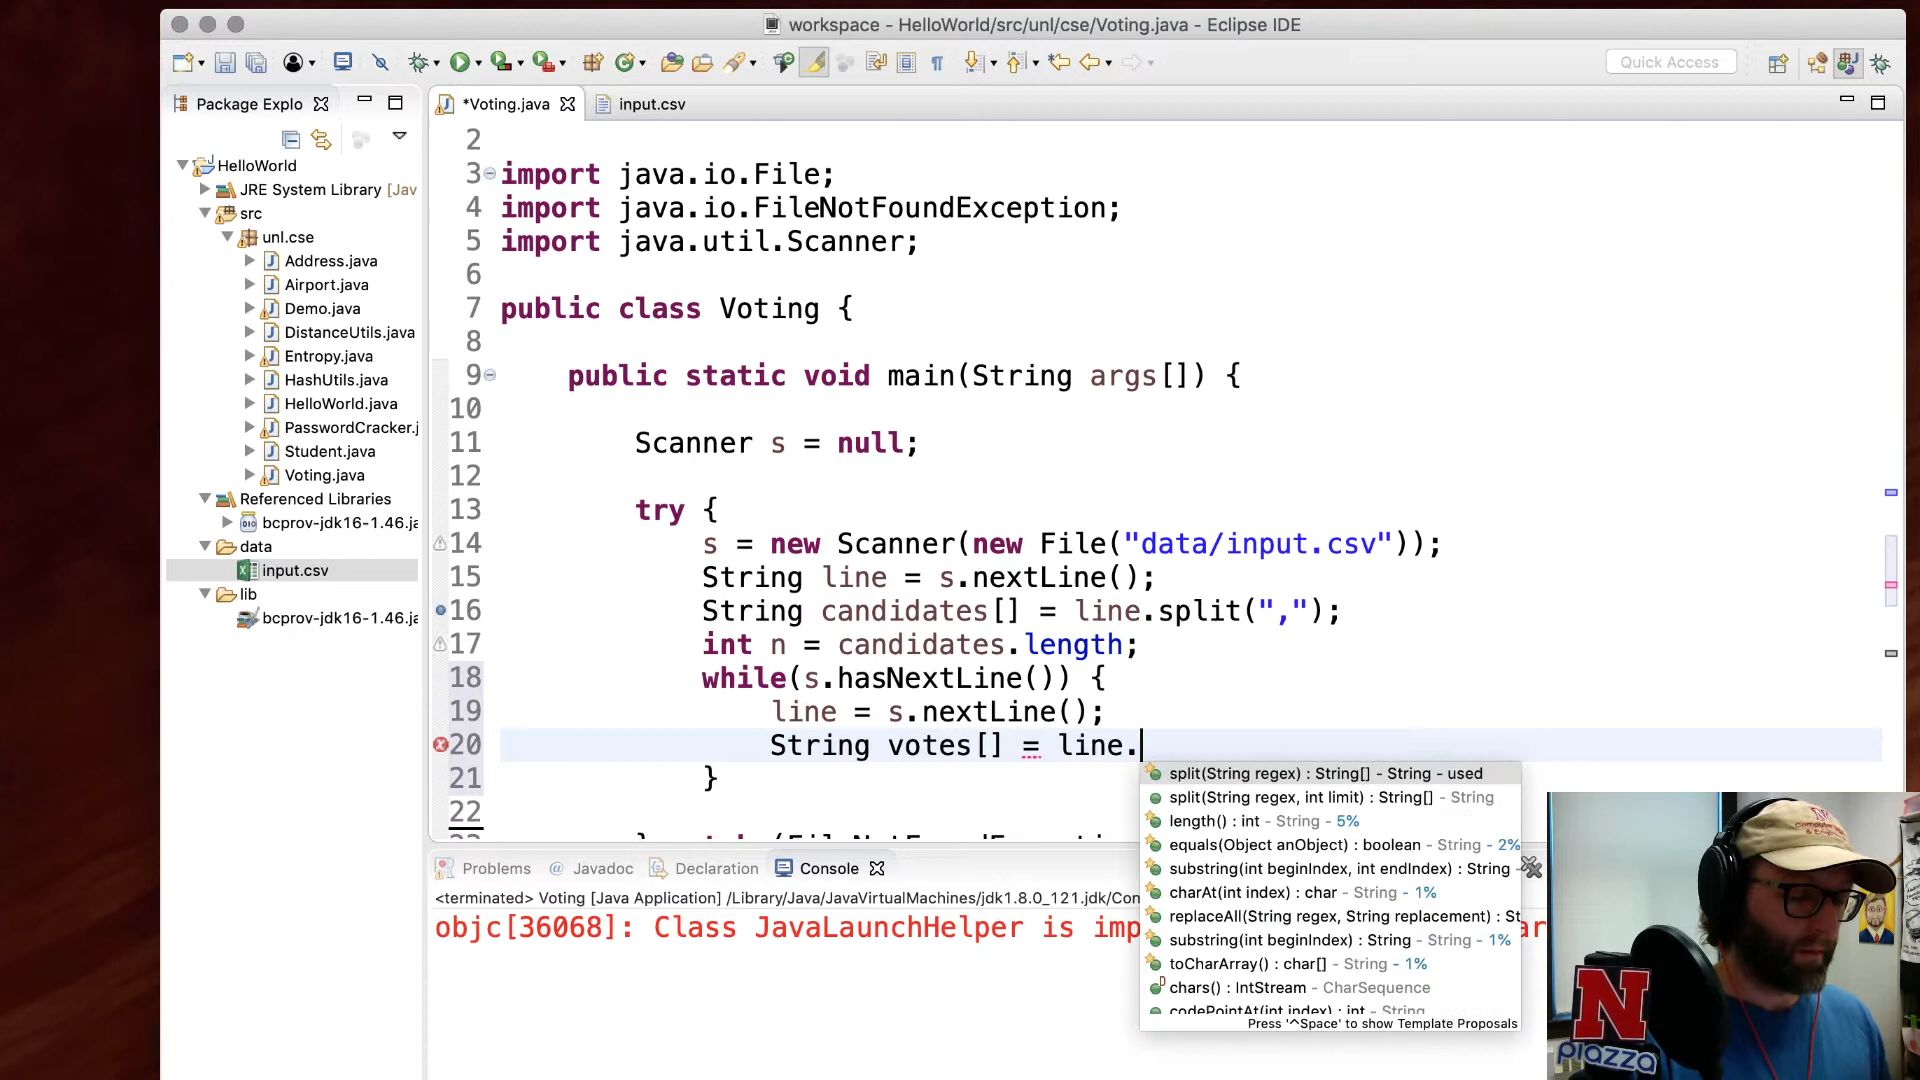 workspace - HelloWorld/src/unl/cse/Voting.java - Eclipse IDE
Quick Access
Package Explo
*Voting.java
input.csv
HelloWorld
JRE System Library [Jav
src
unl.cse
Address.java
Airport.java
Demo.java
DistanceUtils.java
Entropy.java
HashUtils.java
HelloWorld.java
PasswordCracker.j
Student.java
Voting.java
Referenced Libraries
bcprov-jdk16-1.46.ja
data
input.csv
lib
bcprov-jdk16-1.46.ja
2
3 import java.io.File;
4 import java.io.FileNotFoundException;
5 import java.util.Scanner;
6
7 public class Voting {
8
9 public static void main(String args[]) {
10
11 Scanner s = null;
12
13 try {
14 s = new Scanner(new File("data/input.csv"));
15 String line = s.nextLine();
16 String candidates[] = line.split(",");
17 int n = candidates.length;
18 while(s.hasNextLine()) {
19 line = s.nextLine();
20 String votes[] = line.
21 }
22
split(String regex) : String[] - String - used
split(String regex, int limit) : String[] - String
length() : int - String - 5%
equals(Object anObject) : boolean - String - 2%
substring(int beginIndex, int endIndex) : String
charAt(int index) : char - String - 1%
replaceAll(String regex, String replacement) : St
substring(int beginIndex) : String - String - 1%
toCharArray() : char[] - String - 1%
chars() : IntStream - CharSequence
codePointAt(int index) : int - String
Press '^Space' to show Template Proposals
Problems
@ Javadoc
Declaration
Console
<terminated> Voting [Java Application] /Library/Java/JavaVirtualMachines/jdk1.8.0_121.jdk/Con
objc[36068]: Class JavaLaunchHelper is imp
N
piazza